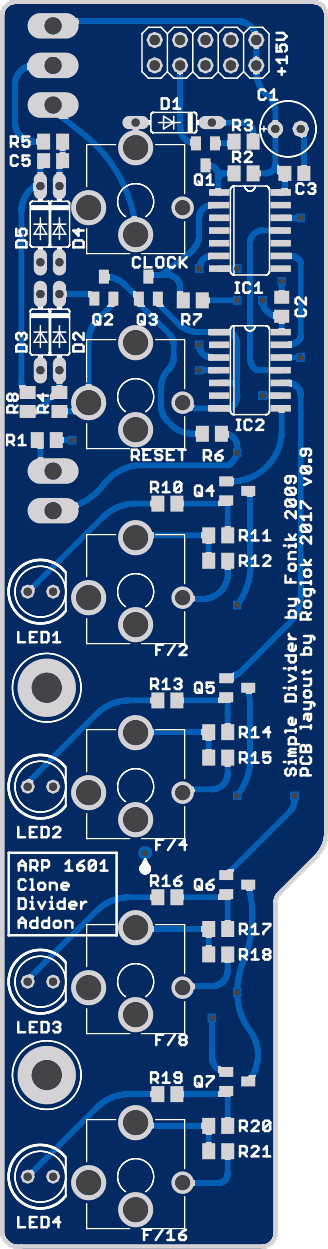 +15V
C1
D1
R3
R5
C5
R2
Q1
C3
D5
D4
CLOCK
IC1
Q2
Q3
R7
C2
D3
D2
R8
R4
IC2
R1
RESET
R6
R10
Q4
R11
R12
LED1
F/2
Simple Divider by Fonik 2009
PCB layout by Roglok 2017 v0.9
R13
Q5
R14
R15
LED2
F/4
ARP 1601
Clone
Divider
Addon
R16
Q6
R17
R18
LED3
F/8
R19
Q7
R20
R21
LED4
F/16